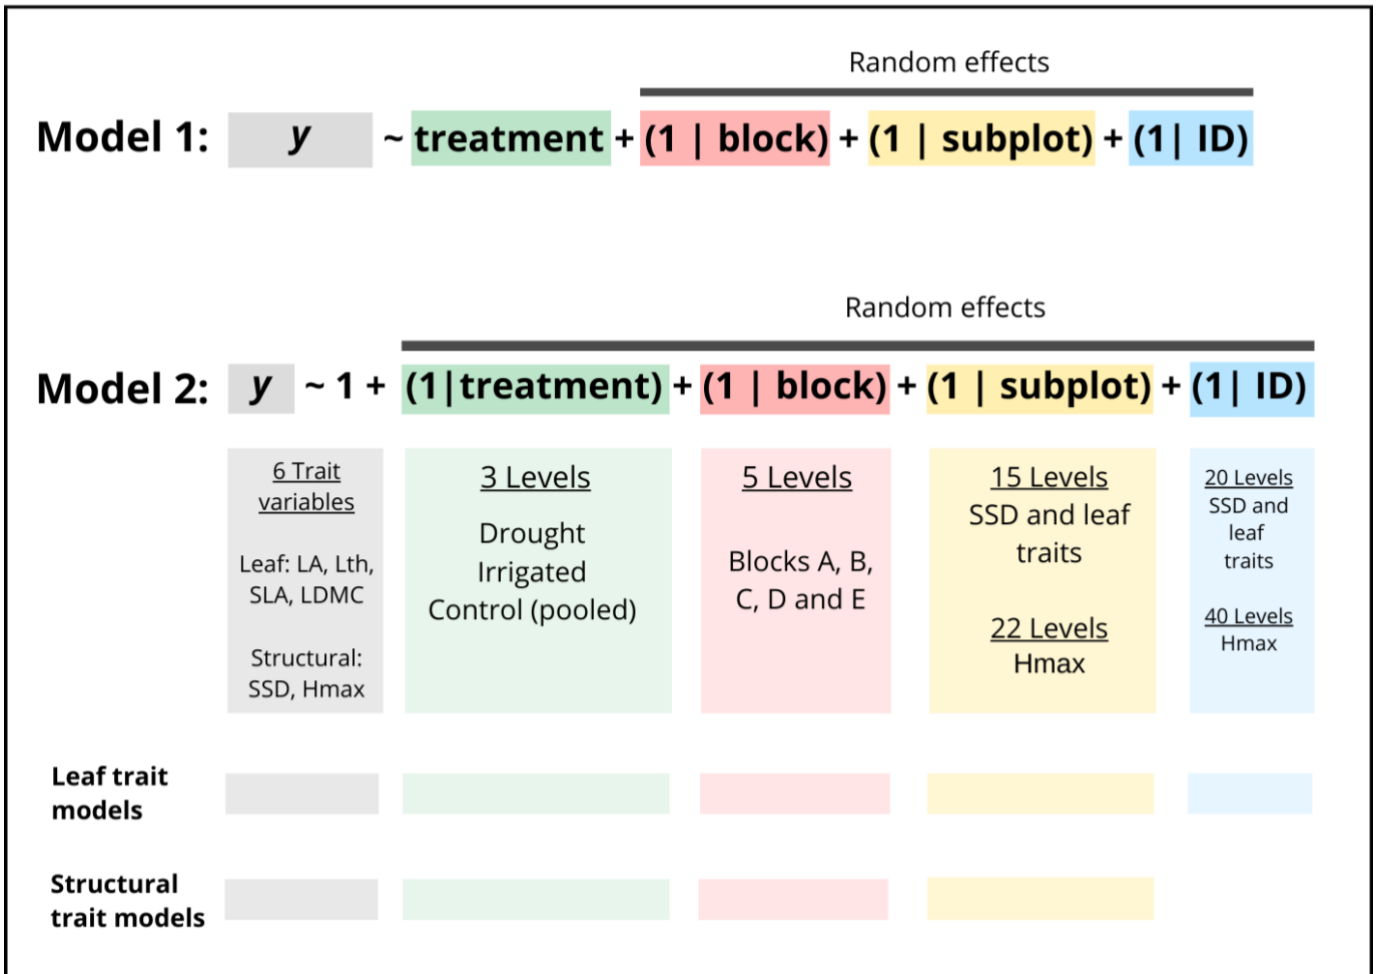 Random effects
Model 1: y ~ treatment + (1 | block) + (1 | subplot) + (1| ID)
Random effects
Model 2: y ~ 1 + (1|treatment) + (1 | block) + (1 | subplot) + (1| ID)
6 Trait
variables
Leaf: LA, Lth,
SLA, LDMC
Structural:
SSD, Hmax
3 Levels
Drought
Irrigated
Control (pooled)
5 Levels
Blocks A, B,
C, D and E
15 Levels
SSD and leaf
traits
22 Levels
Hmax
20 Levels
SSD and
leaf
traits
40 Levels
Hmax
Leaf trait
models
Structural
trait models